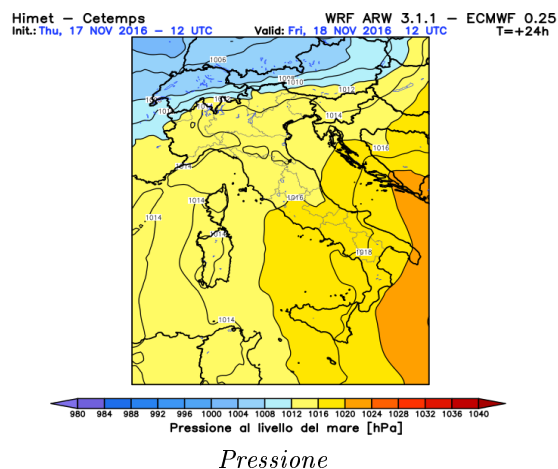 Himet – Cetemps WRF ARW 3.1.1 – ECMWF 0.25
Init.: Thu, 17 NOV 2016 – 12 UTC Valid: Fri, 18 NOV 2016 12 UTC T=+24h
1006
1010
1012
1014
1016
1014
1016
1014
1014
1014
1018
1014
980 984 988 992 996 1000 1004 1008 1012 1016 1020 1024 1028 1032 1036 1040
Pressione al livello del mare [hPa]
Pressione